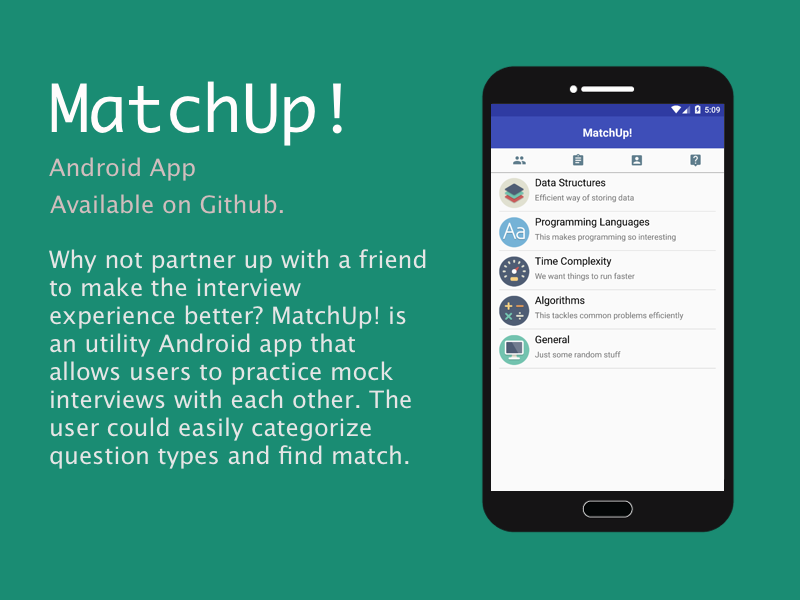 MatchUp!
Android App
Available on Github.
Why not partner up with a friend
to make the interview
experience better? MatchUp! is
an utility Android app that
allows users to practice mock
interviews with each other. The
user could easily categorize
question types and find match.
5:09
MatchUp!
Data Structures
Efficient way of storing data
Aa
Programming Languages
This makes programming so interesting
Time Complexity
We want things to run faster
Algorithms
This tackles common problems efficiently
General
Just some random stuff